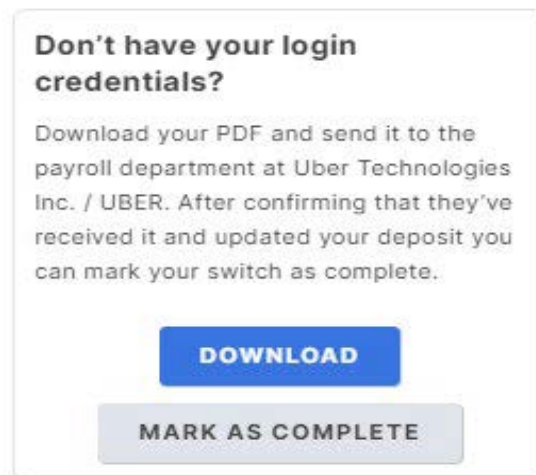 Don’t have your login
credentials?
Download your PDF and send it to the
payroll department at Uber Technologies
Inc. / UBER. After confirming that they’ve
received it and updated your deposit you
can mark your switch as complete.
DOWNLOAD
MARK AS COMPLETE